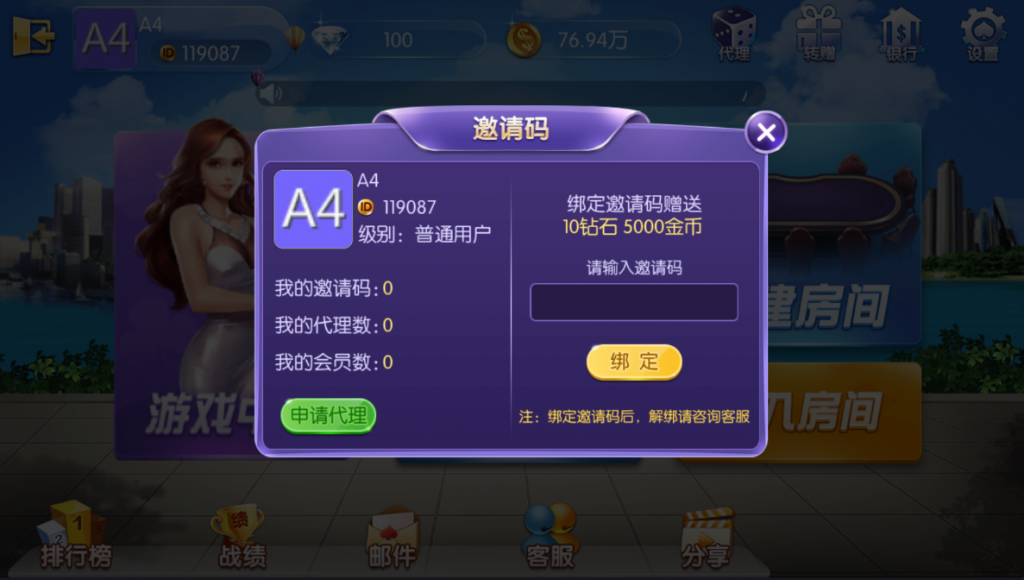 A4
A4
ID 119087
100
76.94万
代理
转赠
银行
设置
邀请码
A4
A4
ID 119087
级别：普通用户
我的邀请码:0
我的代理数:0
我的会员数:0
申请代理
绑定邀请码赠送
10钻石 5000金币
请输入邀请码
绑 定
注：绑定邀请码后，解绑请咨询客服
游戏中
建房间
入房间
1
2
排行榜
绩
战绩
邮件
客服
分享